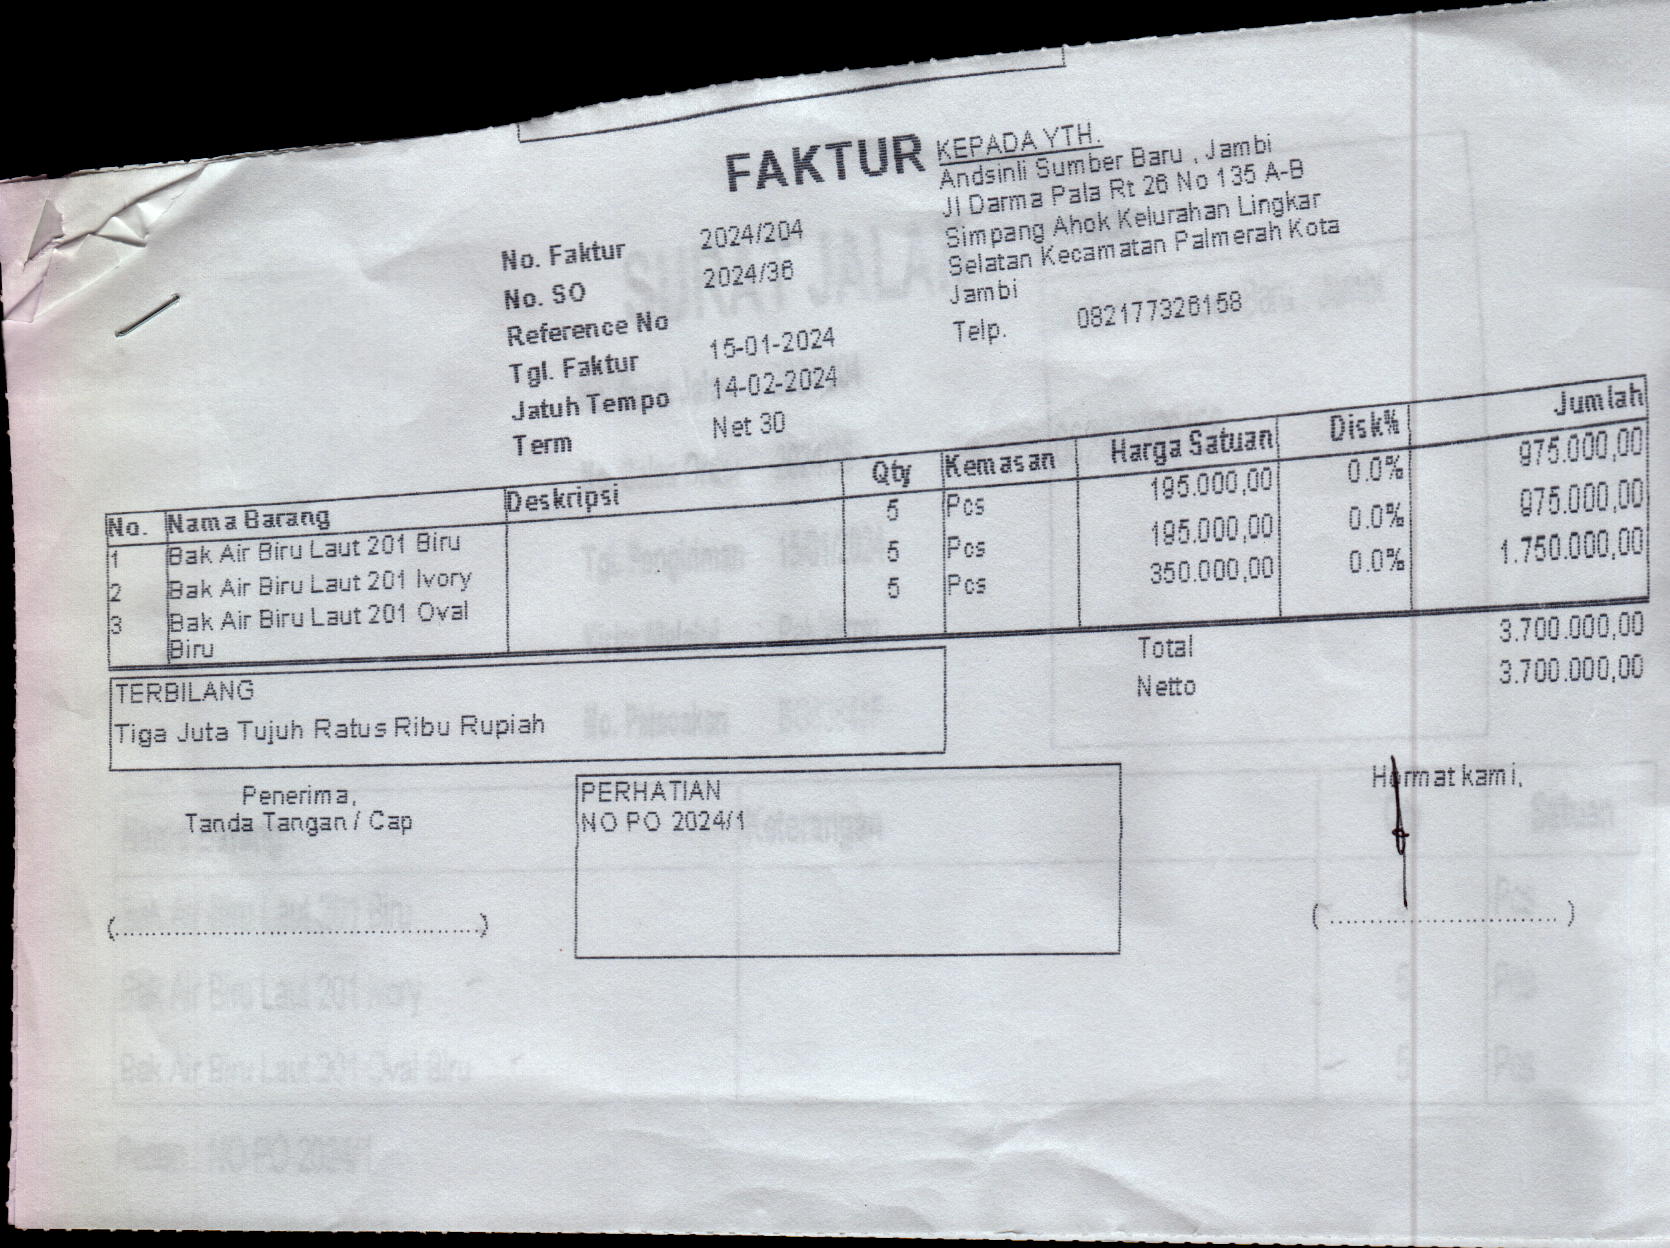 FAKTUR
KEPADA YTH.
Andsinli Sumber Baru , Jambi
Jl Darma Pala Rt 26 No 135 A-B
Simpang Ahok Kelurahan Lingkar
Selatan Kecamatan Palmerah Kota
Jambi
Telp. 082177326158
No. Faktur 2024/204
No. SO 2024/36
Reference No
Tgl. Faktur 15-01-2024
Jatuh Tempo 14-02-2024
Term Net 30
No. Nama Barang Deskripsi Qty Kemasan Harga Satuan Disk% Jumlah
1 Bak Air Biru Laut 201 Biru 5 Pcs 195.000,00 0.0% 975.000,00
2 Bak Air Biru Laut 201 Ivory 5 Pcs 195.000,00 0.0% 975.000,00
3 Bak Air Biru Laut 201 Oval 5 Pcs 350.000,00 0.0% 1.750.000,00
Biru
Total 3.700.000,00
Netto 3.700.000,00
TERBILANG
Tiga Juta Tujuh Ratus Ribu Rupiah
Penerima,
Tanda Tangan / Cap
PERHATIAN
NO PO 2024/1
Hormat kami,
(................................................)
(............................)